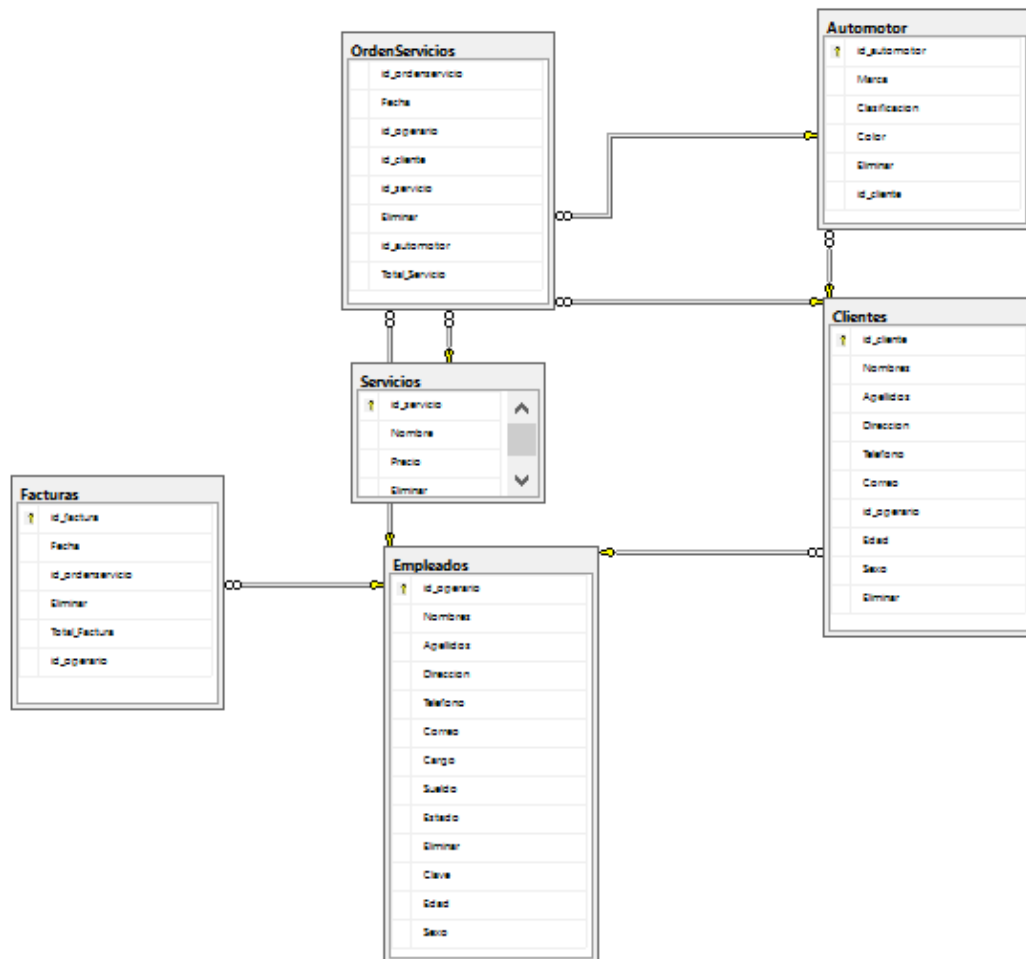 OrdenServicios
id_ordenservicio
Fecha
id_operario
id_cliente
id_servicio
Eliminar
id_automotor
Total_Servicio
Automotor
id_automotor
Marca
Clasificacion
Color
Eliminar
id_cliente
Servicios
id_servicio
Nombre
Precio
Eliminar
Clientes
id_cliente
Nombres
Apellidos
Direccion
Telefono
Correo
id_operario
Edad
Sexo
Eliminar
Facturas
id_factura
Fecha
id_ordenservicio
Eliminar
Total_Factura
id_operario
Empleados
id_operario
Nombres
Apellidos
Direccion
Telefono
Correo
Cargo
Sueldo
Estado
Eliminar
Clave
Edad
Sexo